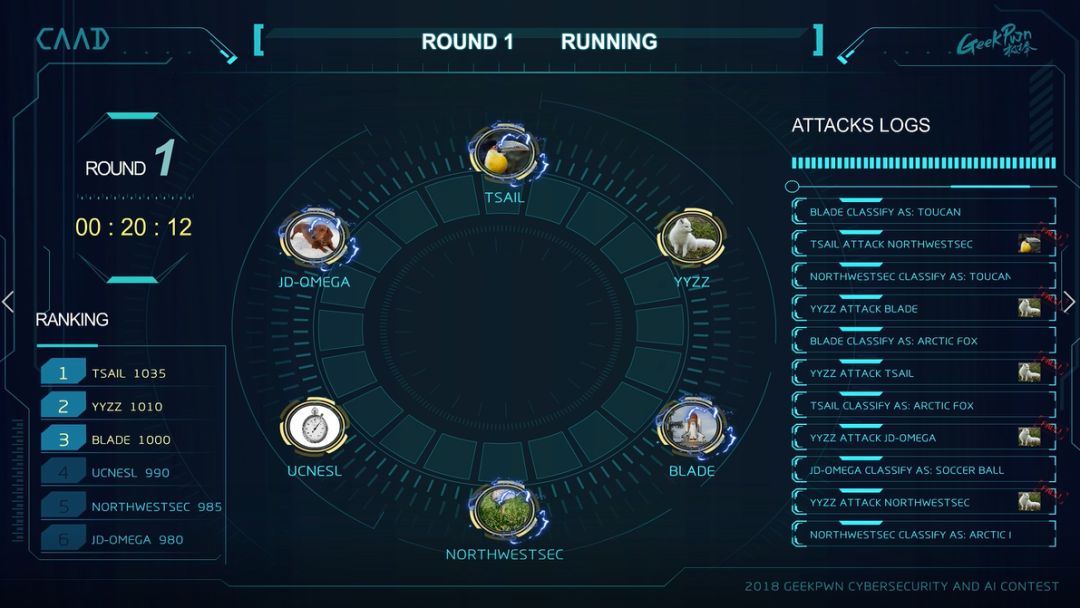 CAAD
ROUND 1 RUNNING
GeekPwn
ROUND 1
00 : 20 : 12
RANKING
1 TSAIL 1035
2 YYZZ 1010
3 BLADE 1000
4 UCNESL 990
5 NORTHWESTSEC 985
6 JD-OMEGA 980
TSAIL
JD-OMEGA
YYZZ
UCNESL
BLADE
NORTHWESTSEC
ATTACKS LOGS
BLADE CLASSIFY AS: TOUCAN
TSAIL ATTACK NORTHWESTSEC
NORTHWESTSEC CLASSIFY AS: TOUCAN
YYZZ ATTACK BLADE
BLADE CLASSIFY AS: ARCTIC FOX
YYZZ ATTACK TSAIL
TSAIL CLASSIFY AS: ARCTIC FOX
YYZZ ATTACK JD-OMEGA
JD-OMEGA CLASSIFY AS: SOCCER BALL
YYZZ ATTACK NORTHWESTSEC
NORTHWESTSEC CLASSIFY AS: ARCTIC
2018 GEEKPWN CYBERSECURITY AND AI CONTEST